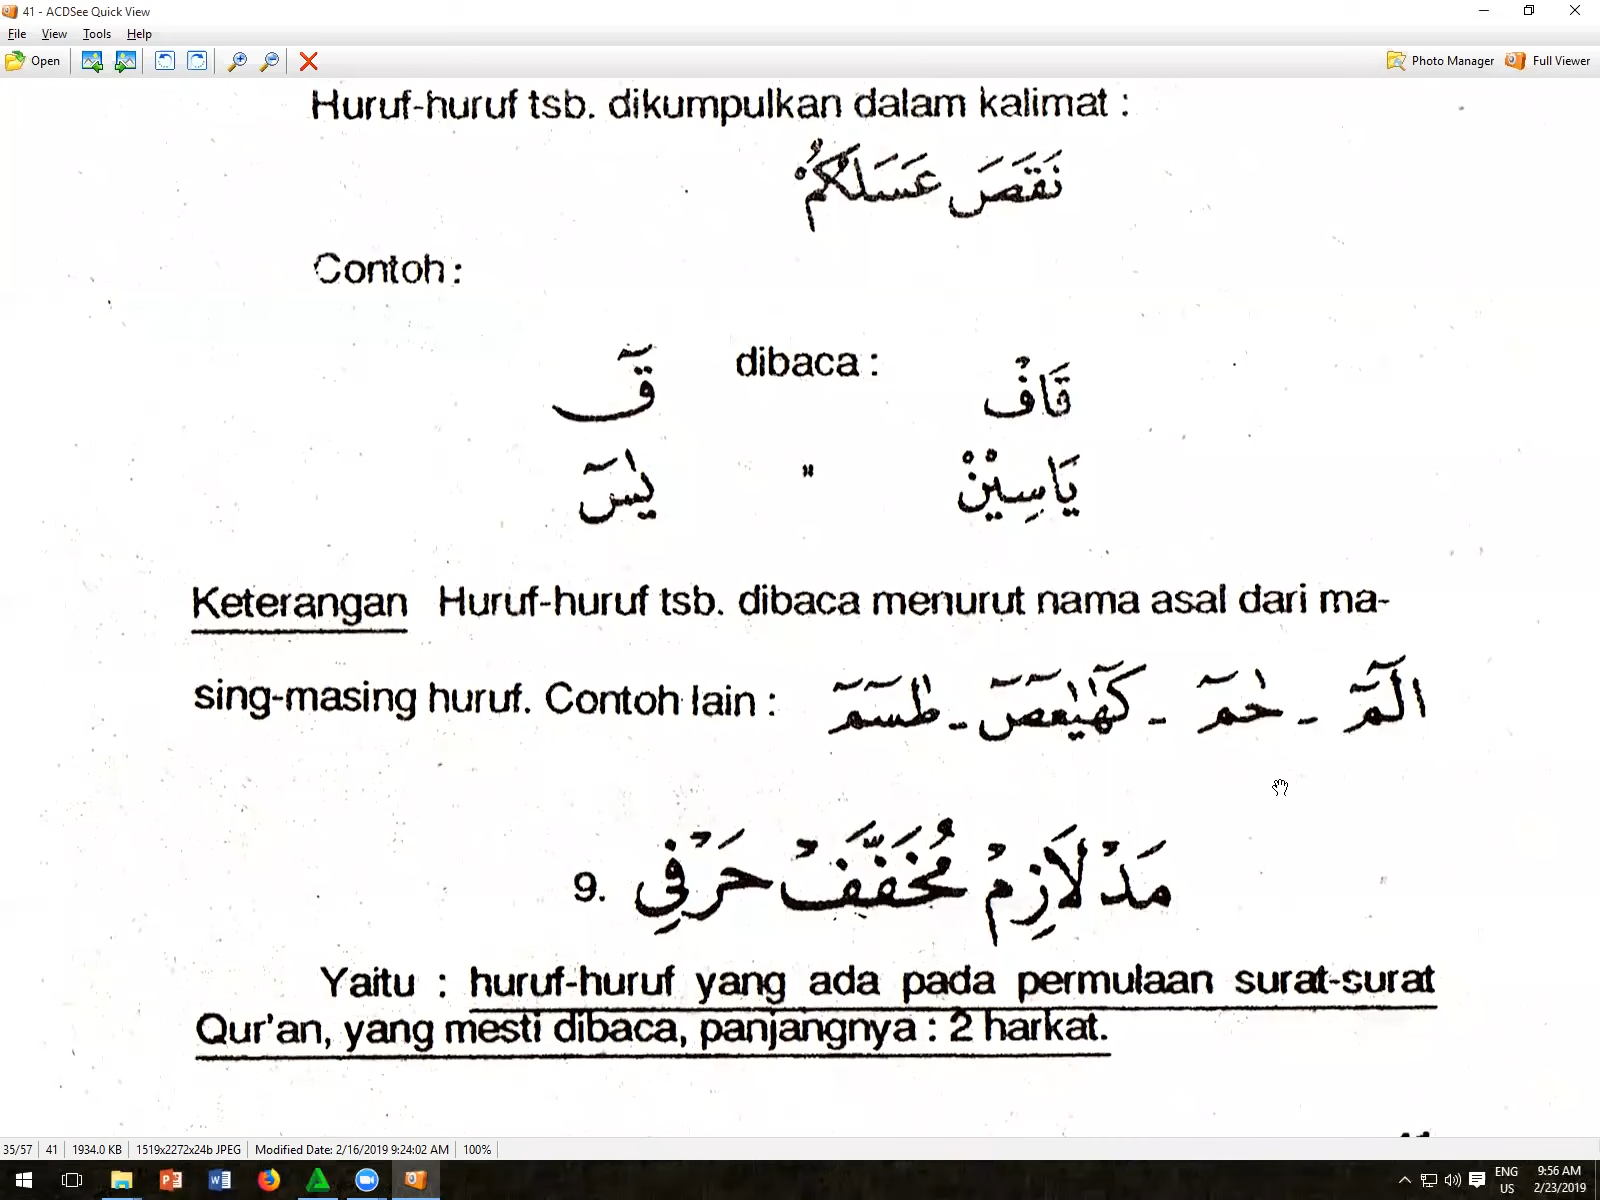 41 - ACDSee Quick View
File View Tools Help
Open Photo Manager Full Viewer
Huruf-huruf tsb. dikumpulkan dalam kalimat :
نَقَصَ عَسَلُكُمْ
Contoh :
قٓ dibaca : قَافْ
يٰسٓ " يَاسِيْنْ
Keterangan Huruf-huruf tsb. dibaca menurut nama asal dari ma-
sing-masing huruf. Contoh lain : الٓمٓ - حٰمٓ - كٓهٰيٰعٓصٓ - طٰسٓمٓ
9. مَدْ لَازِمْ مُخَفَّفْ حَرْفِي
Yaitu : huruf-huruf yang ada pada permulaan surat-surat
Qur'an, yang mesti dibaca, panjangnya : 2 harkat.
35/57 41 1934.0 KB 1519x2272x24b JPEG Modified Date: 2/16/2019 9:24:02 AM 100%
ENG 9:56 AM
US 2/23/2019